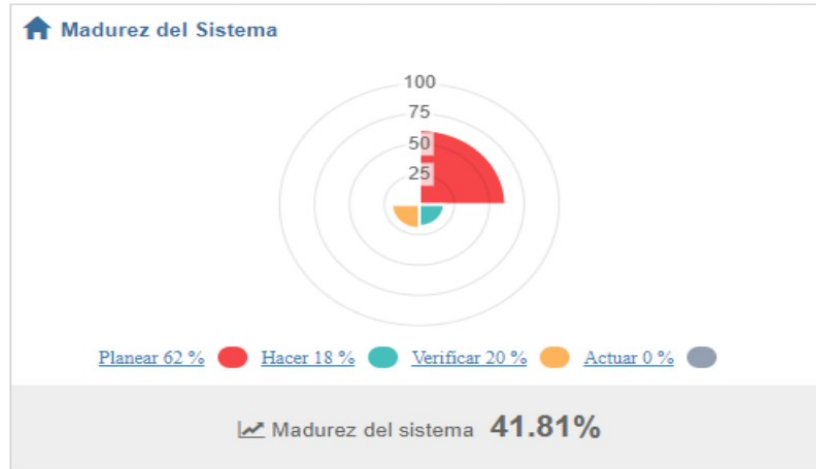 Madurez del Sistema
100
75
50
25
Planear 62 % Hacer 18 % Verificar 20 % Actuar 0 %
Madurez del sistema 41.81%